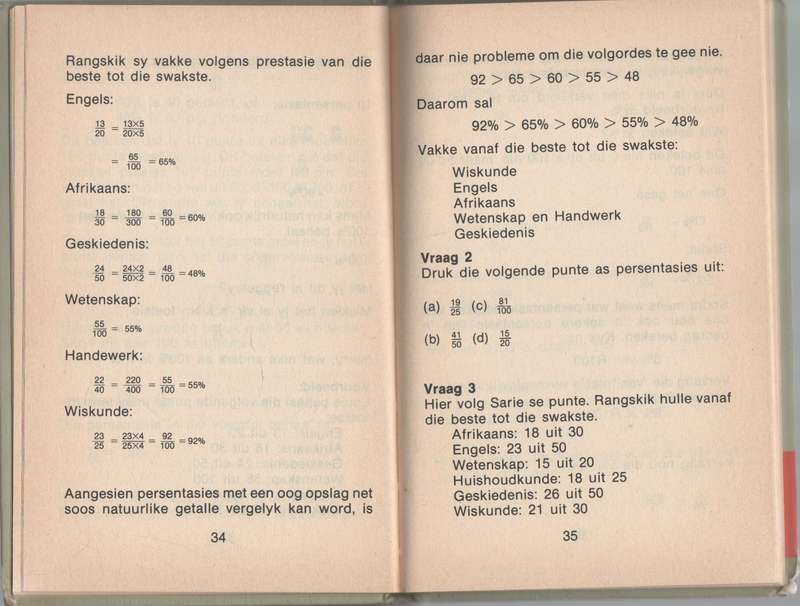 Rangskik sy vakke volgens prestasie van die
beste tot die swakste.
Engels:
13/20 = 13×5/20×5
= 65/100 = 65%
Afrikaans:
18/30 = 180/300 = 60/100 = 60%
Geskiedenis:
24/50 = 24×2/50×2 = 48/100 = 48%
Wetenskap:
55/100 = 55%
Handewerk:
22/40 = 220/400 = 55/100 = 55%
Wiskunde:
23/25 = 23×4/25×4 = 92/100 = 92%
Aangesien persentasies met een oog opslag net
soos natuurlike getalle vergelyk kan word, is
34
daar nie probleme om die volgordes te gee nie.
92 > 65 > 60 > 55 > 48
Daarom sal
92% > 65% > 60% > 55% > 48%
Vakke vanaf die beste tot die swakste:
Wiskunde
Engels
Afrikaans
Wetenskap en Handwerk
Geskiedenis
Vraag 2
Druk die volgende punte as persentasies uit:
(a) 19/25 (c) 81/100
(b) 41/50 (d) 15/20
Vraag 3
Hier volg Sarie se punte. Rangskik hulle vanaf
die beste tot die swakste.
Afrikaans: 18 uit 30
Engels: 23 uit 50
Wetenskap: 15 uit 20
Huishoudkunde: 18 uit 25
Geskiedenis: 26 uit 50
Wiskunde: 21 uit 30
35